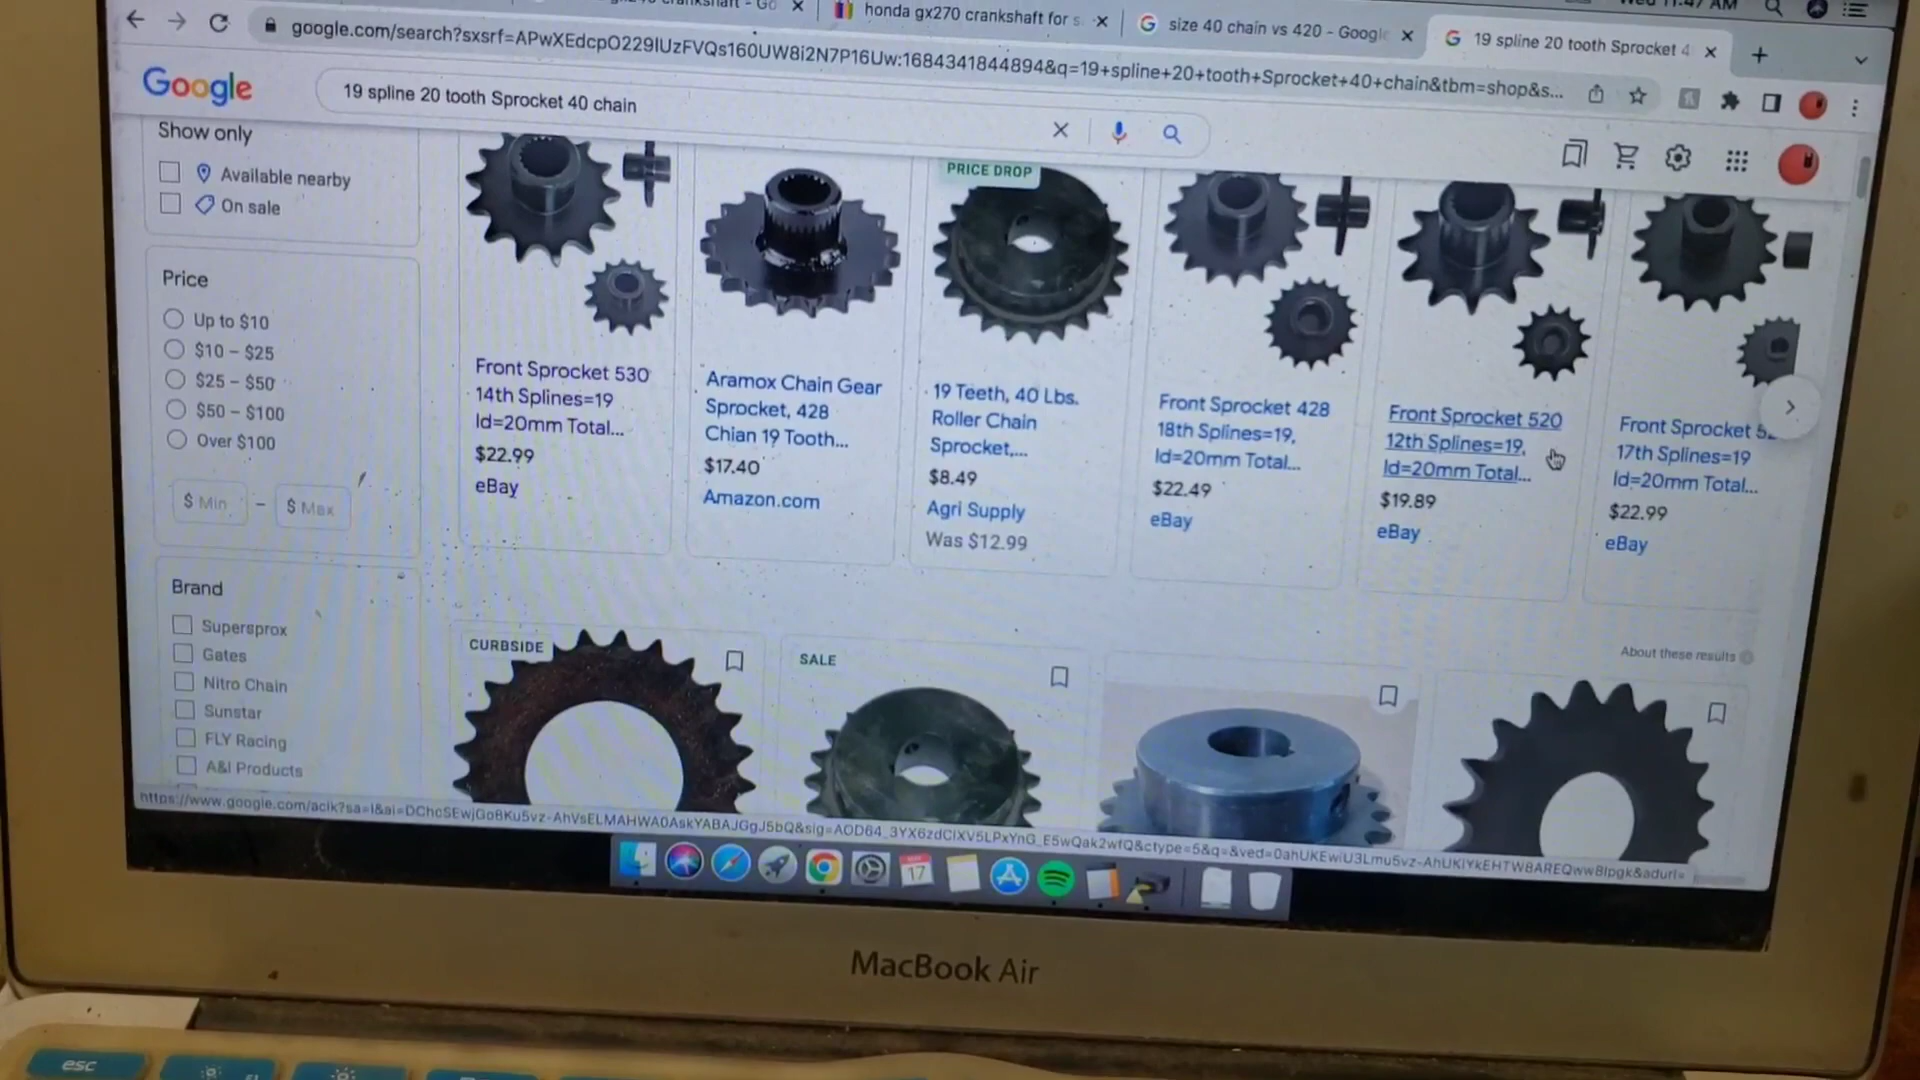 honda gx270 crankshaft for s
size 40 chain vs 420 - Google
19 spline 20 tooth Sprocket 4
google.com/search?sxsrf=APwXEdcpO229IUzFVQs160UW8i2N7P16Uw:1684341844894&q=19+spline+20+tooth+Sprocket+40+chain&tbm=shop&s...
Google
19 spline 20 tooth Sprocket 40 chain
Show only
Available nearby
On sale
Price
Up to $10
$10 – $25
$25 – $50
$50 – $100
Over $100
$ Min – $ Max
Brand
Supersprox
Gates
Nitro Chain
Sunstar
FLY Racing
A&I Products
Front Sprocket 530
14th Splines=19
Id=20mm Total...
$22.99
eBay
Aramox Chain Gear
Sprocket, 428
Chian 19 Tooth...
$17.40
Amazon.com
PRICE DROP
19 Teeth, 40 Lbs.
Roller Chain
Sprocket,...
$8.49
Agri Supply
Was $12.99
Front Sprocket 428
18th Splines=19,
Id=20mm Total...
$22.49
eBay
Front Sprocket 520
12th Splines=19,
Id=20mm Total...
$19.89
eBay
Front Sprocket
17th Splines=19
Id=20mm Total...
$22.99
eBay
About these results
CURBSIDE
SALE
17
MacBook Air
esc